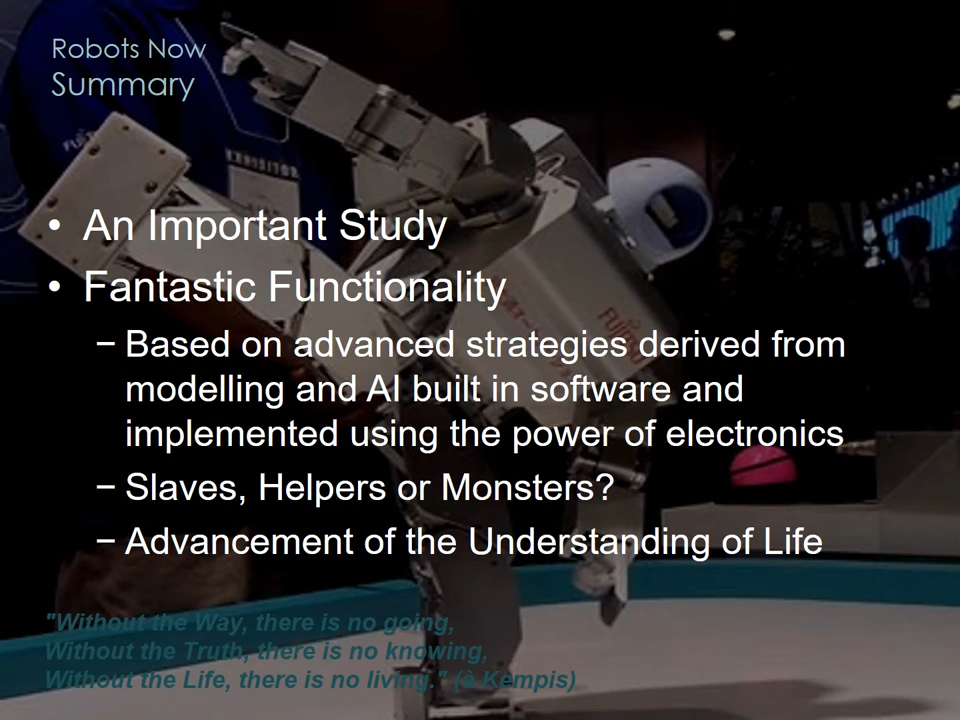 Robots Now
Summary
FUJITSU
EXHIBITOR
• An Important Study
• Fantastic Functionality
FUJITSU
– Based on advanced strategies derived from
modelling and AI built in software and
implemented using the power of electronics
– Slaves, Helpers or Monsters?
– Advancement of the Understanding of Life
"Without the Way, there is no going,
Without the Truth, there is no knowing,
Without the Life, there is no living." (à Kempis)